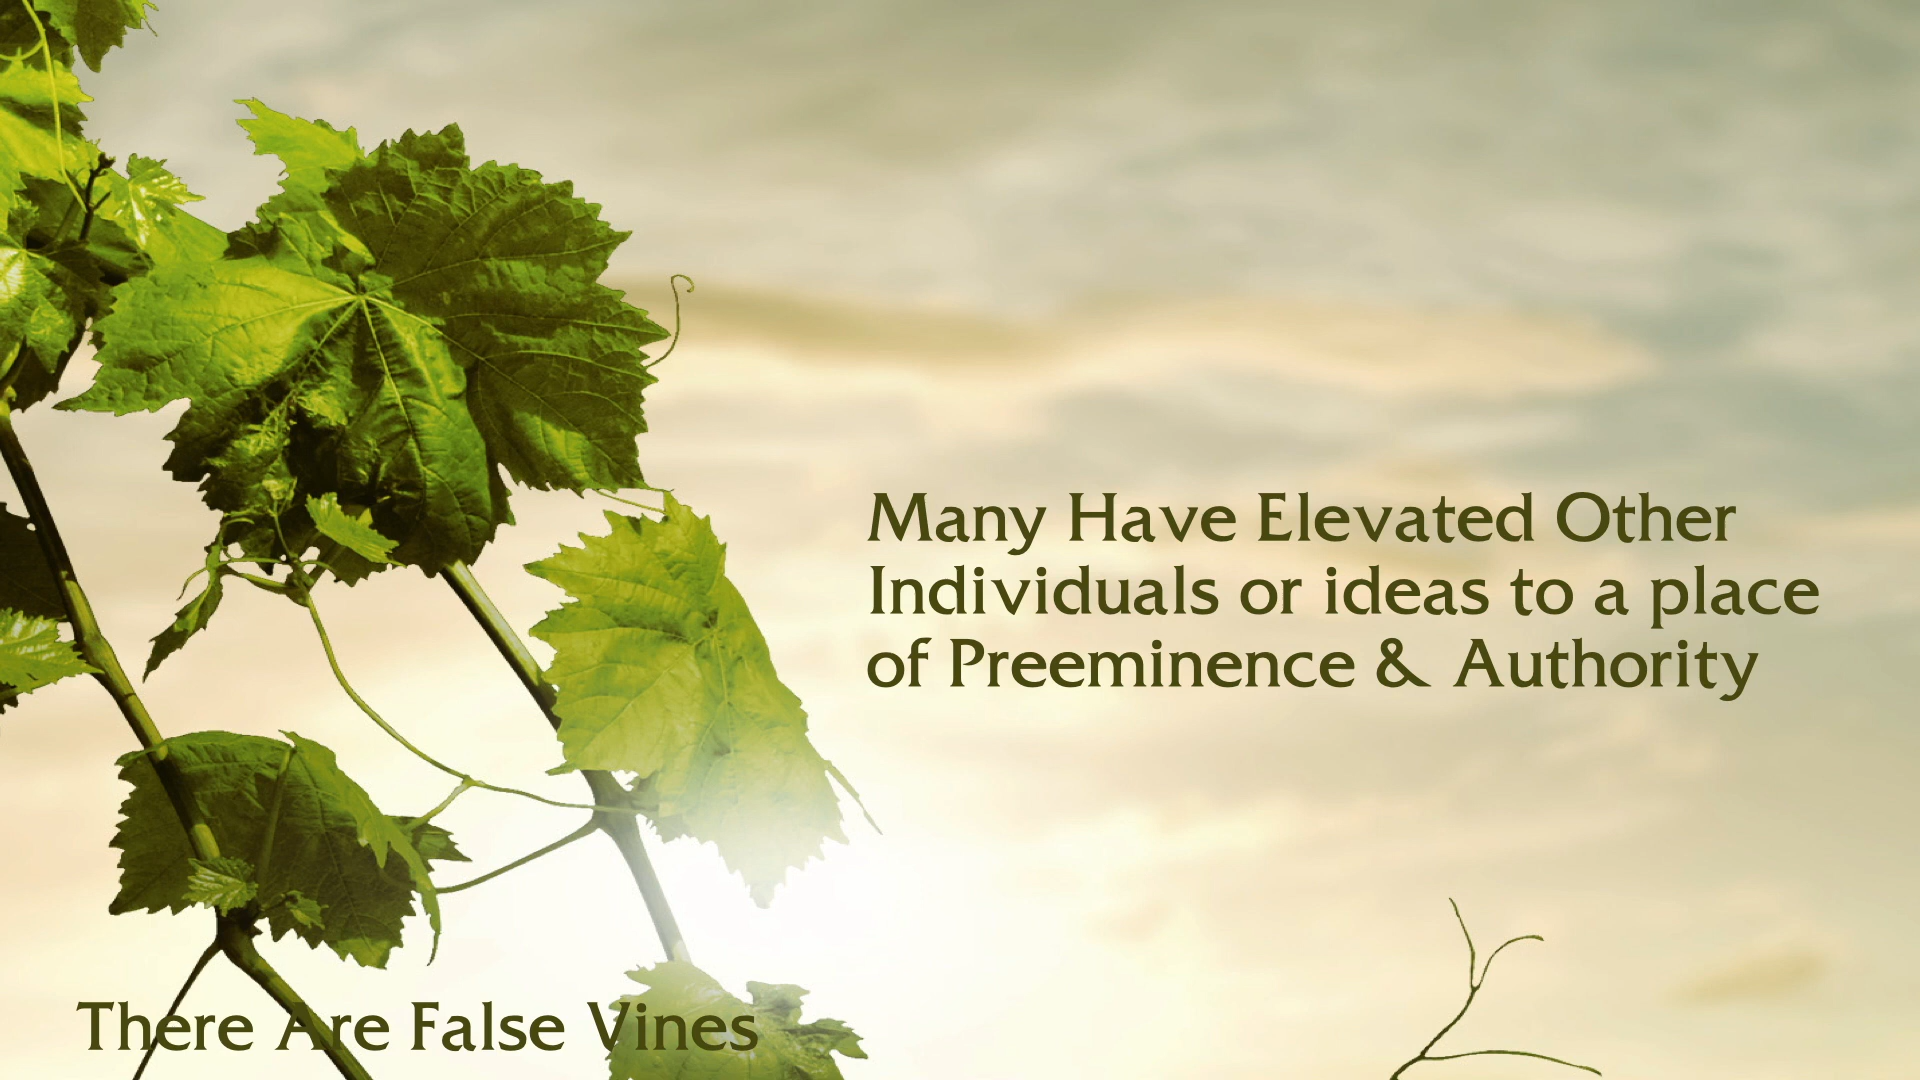 Many Have Elevated Other
Individuals or ideas to a place
of Preeminence & Authority
There Are False Vines